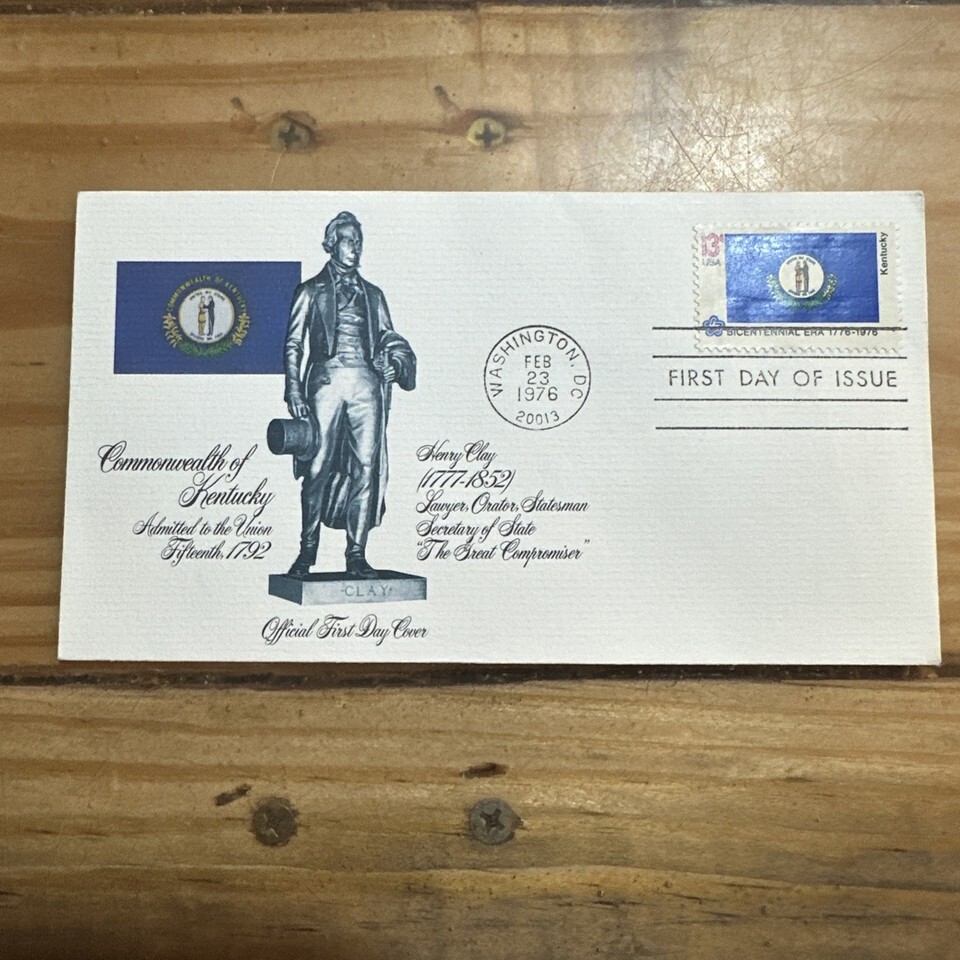 COMMONWEALTH OF KENTUCKY
Commonwealth of
Kentucky
Admitted to the Union
Fifteenth, 1792
-CLAY-
Henry Clay
(1777-1852)
Lawyer, Orator, Statesman
Secretary of State
"The Great Compromiser"
Official First Day Cover
WASHINGTON, DC
FEB
23
1976
20013
13¢
USA
Kentucky
BICENTENNIAL ERA 1776-1976
FIRST DAY OF ISSUE